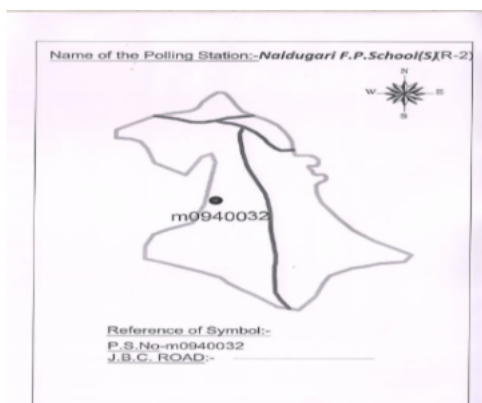 Name of the Polling Station:-Naldugari F.P.School(S)(R-2)
N
W E
S
m0940032
Reference of Symbol:-
P.S.No-m0940032
J.B.C. ROAD:-